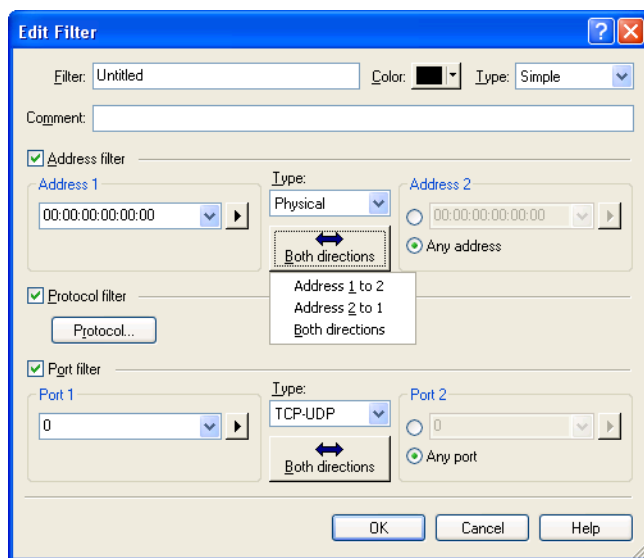 Edit Filter
Filter: Untitled Color: Type: Simple
Comment:
Address filter
Address 1
00:00:00:00:00:00
Type:
Physical
Both directions
Address 2
00:00:00:00:00:00
Any address
Address 1 to 2
Address 2 to 1
Both directions
Protocol filter
Protocol...
Port filter
Port 1
0
Type:
TCP-UDP
Both directions
Port 2
0
Any port
OK Cancel Help